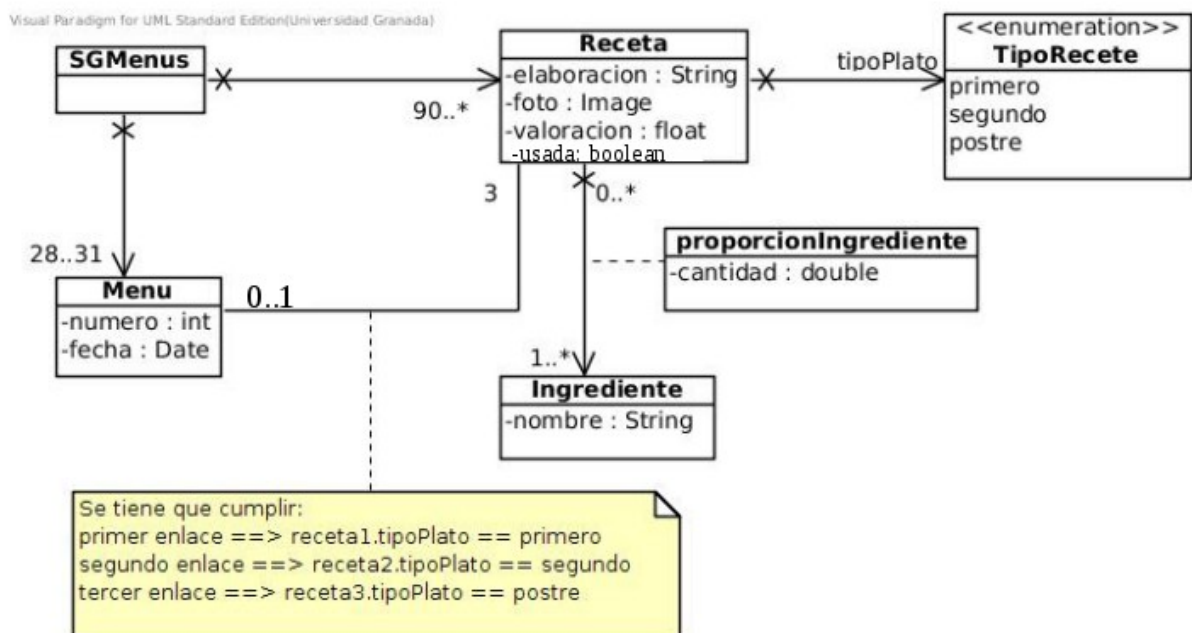 Visual Paradigm for UML Standard Edition(Universidad Granada)
SGMenus
90..*
28..31
Receta
-elaboracion : String
-foto : Image
-valoracion : float
-usada: boolean
tipoPlato
<<enumeration>>
TipoRecete
primero
segundo
postre
3
0..*
proporcionIngrediente
-cantidad : double
Menu
-numero : int
-fecha : Date
0..1
1..*
Ingrediente
-nombre : String
Se tiene que cumplir:
primer enlace ==> receta1.tipoPlato == primero
segundo enlace ==> receta2.tipoPlato == segundo
tercer enlace ==> receta3.tipoPlato == postre